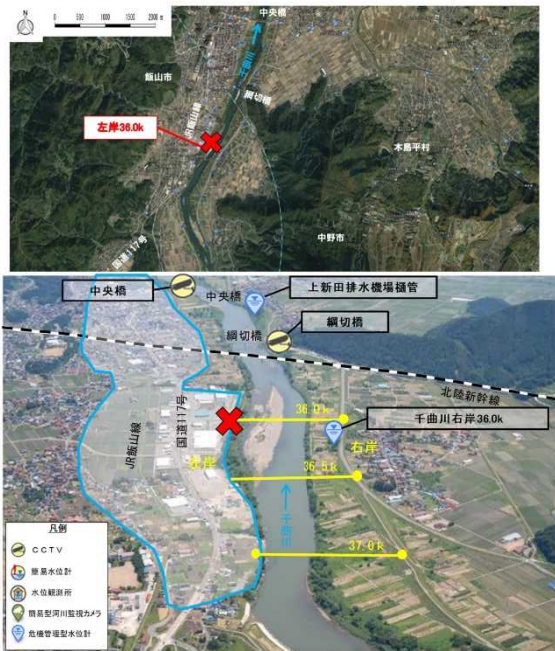 N
0 500 1000 1500 2000 m
中央橋
千曲川
飯山市
綱切橋
JR飯山線
左岸36.0k
木島平村
中野市
国道117号
中央橋
中央橋
上新田排水機場樋管
綱切橋
綱切橋
北陸新幹線
国道117号
JR飯山線
36.0k
千曲川右岸36.0k
左岸
右岸
36.5k
千曲川
37.0k
凡例
CCTV
簡易水位計
水位観測所
簡易型河川監視カメラ
危機管理型水位計